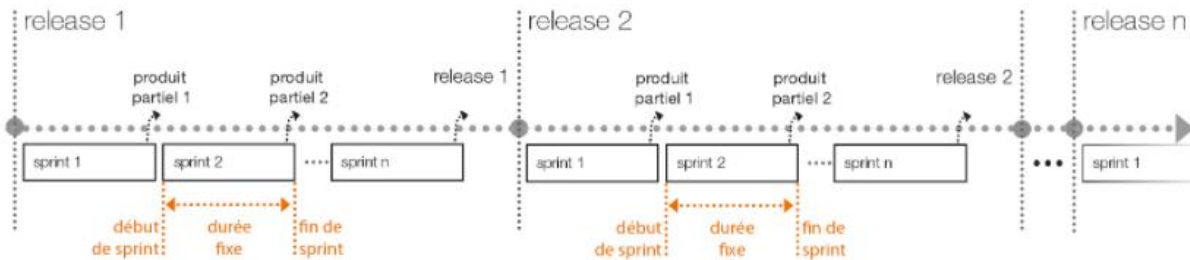 release 1
release 2
release n
produit
partiel 1
produit
partiel 2
release 1
produit
partiel 1
produit
partiel 2
release 2
sprint 1
sprint 2
sprint n
sprint 1
sprint 2
sprint n
sprint 1
début
de sprint
durée
fixe
fin de
sprint
début
de sprint
durée
fixe
fin de
sprint